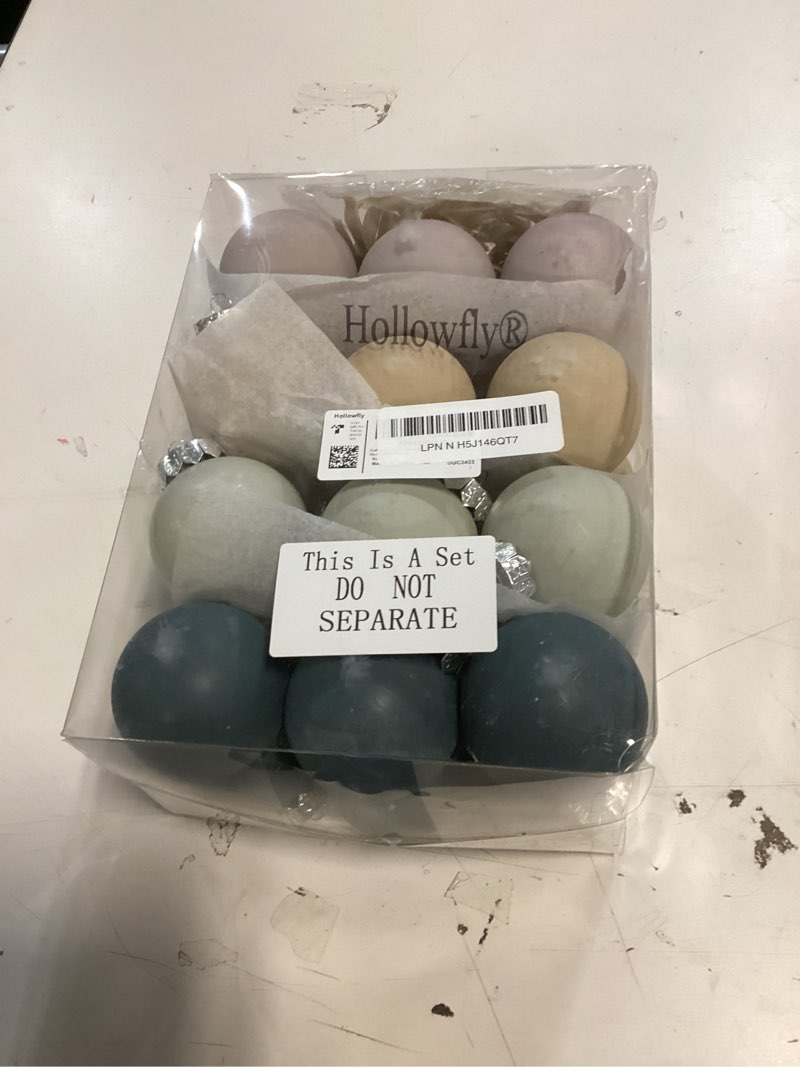 Hollowfly®
Hollowfly
LPN N H5J146QT7
This Is A Set
DO NOT
SEPARATE